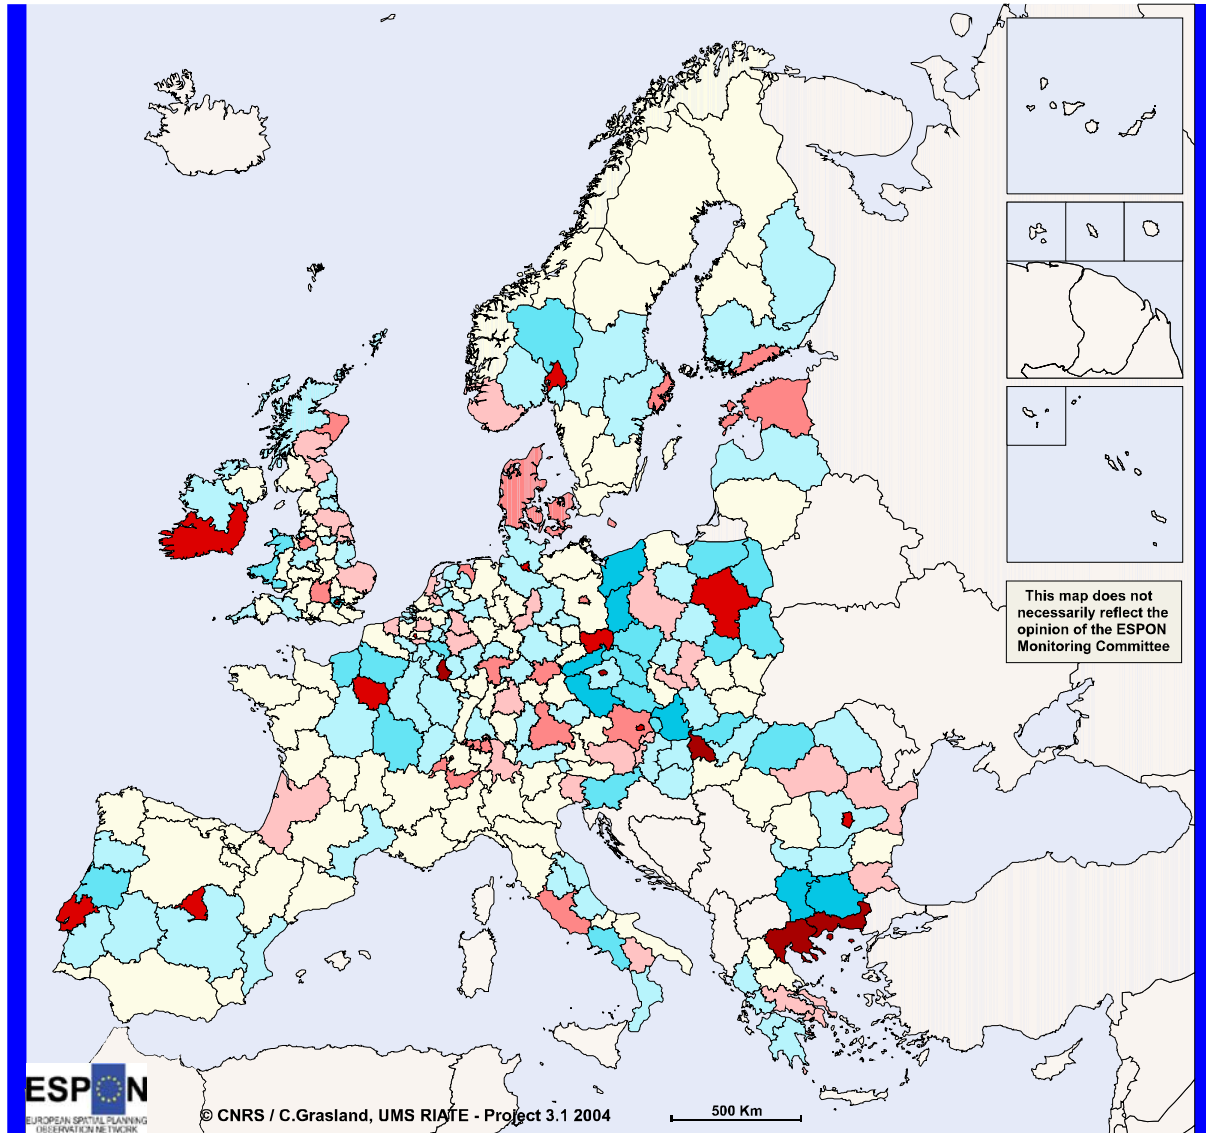 This map does not
necessarily reflect the
opinion of the ESPON
Monitoring Committee
ESPON
EUROPEAN SPATIAL PLANNING
OBSERVATION NETWORK
© CNRS / C.Grasland, UMS RIATE - Project 3.1 2004
500 Km